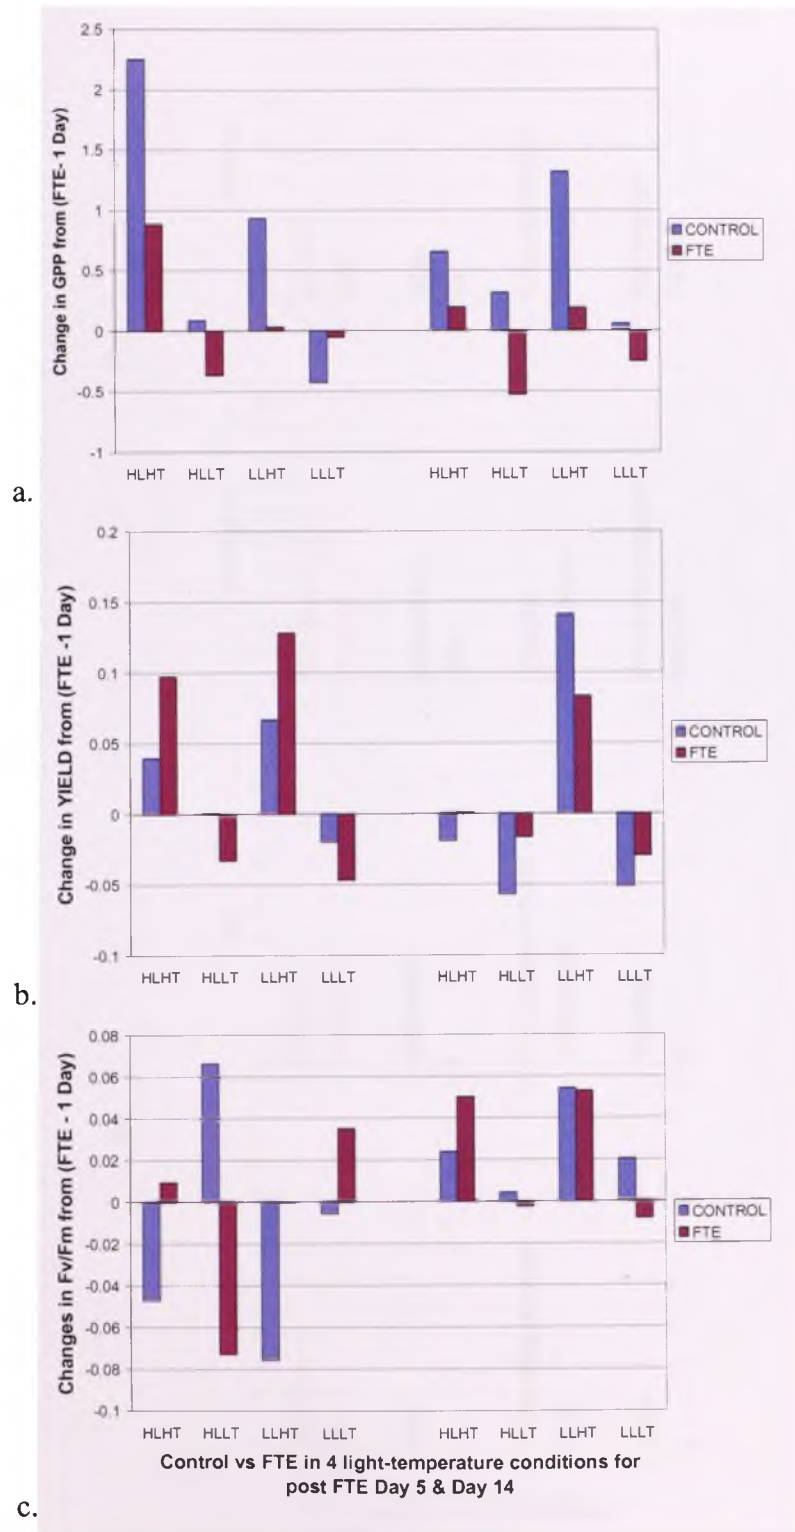 Change in GPP from (FTE- 1 Day)
2.5
2
1.5
1
0.5
0
-0.5
-1
HLHT HLLT LLHT LLLT HLHT HLLT LLHT LLLT
CONTROL
FTE
a.
Change in YIELD from (FTE -1 Day)
0.2
0.15
0.1
0.05
0
-0.05
-0.1
HLHT HLLT LLHT LLLT HLHT HLLT LLHT LLLT
CONTROL
FTE
b.
Changes in Fv/Fm from (FTE - 1 Day)
0.08
0.06
0.04
0.02
0
-0.02
-0.04
-0.06
-0.08
-0.1
HLHT HLLT LLHT LLLT HLHT HLLT LLHT LLLT
CONTROL
FTE
Control vs FTE in 4 light-temperature conditions for
post FTE Day 5 & Day 14
c.